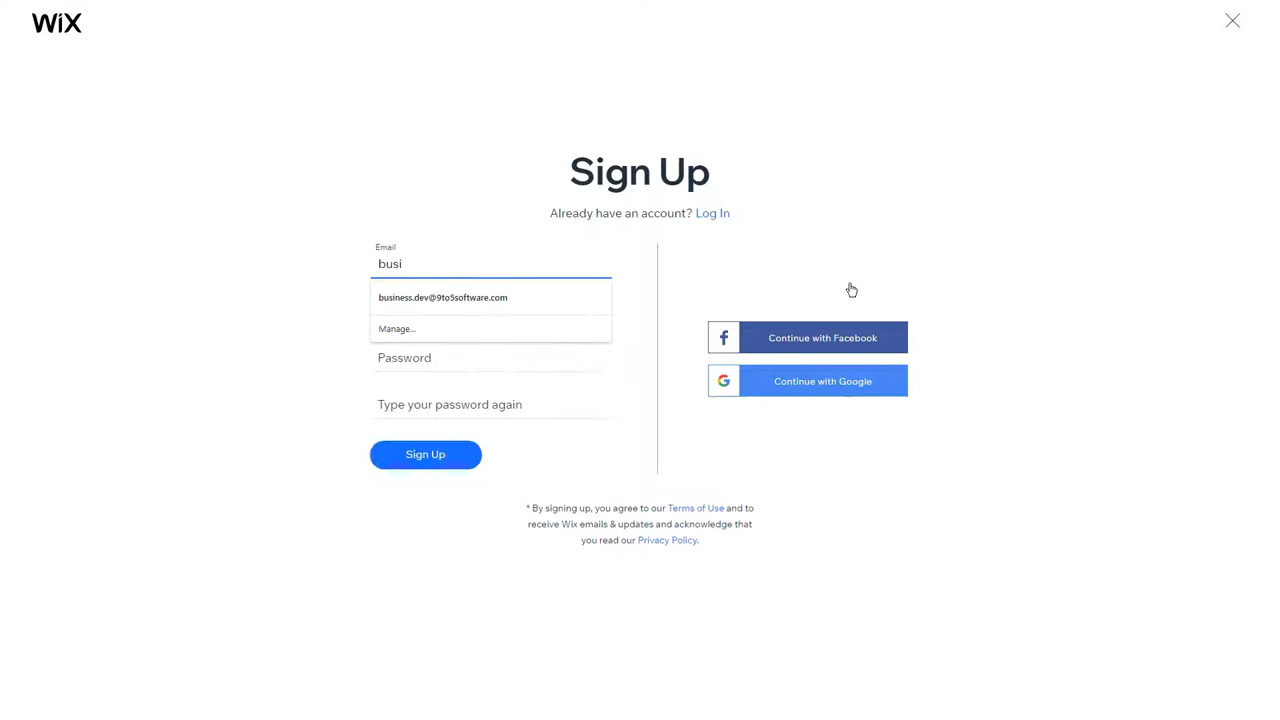 WiX
Sign Up
Already have an account? Log In
Email
busi
business.dev@9to5software.com
Manage...
Password
Type your password again
Sign Up
f Continue with Facebook
G Continue with Google
* By signing up, you agree to our Terms of Use and to
receive Wix emails & updates and acknowledge that
you read our Privacy Policy.